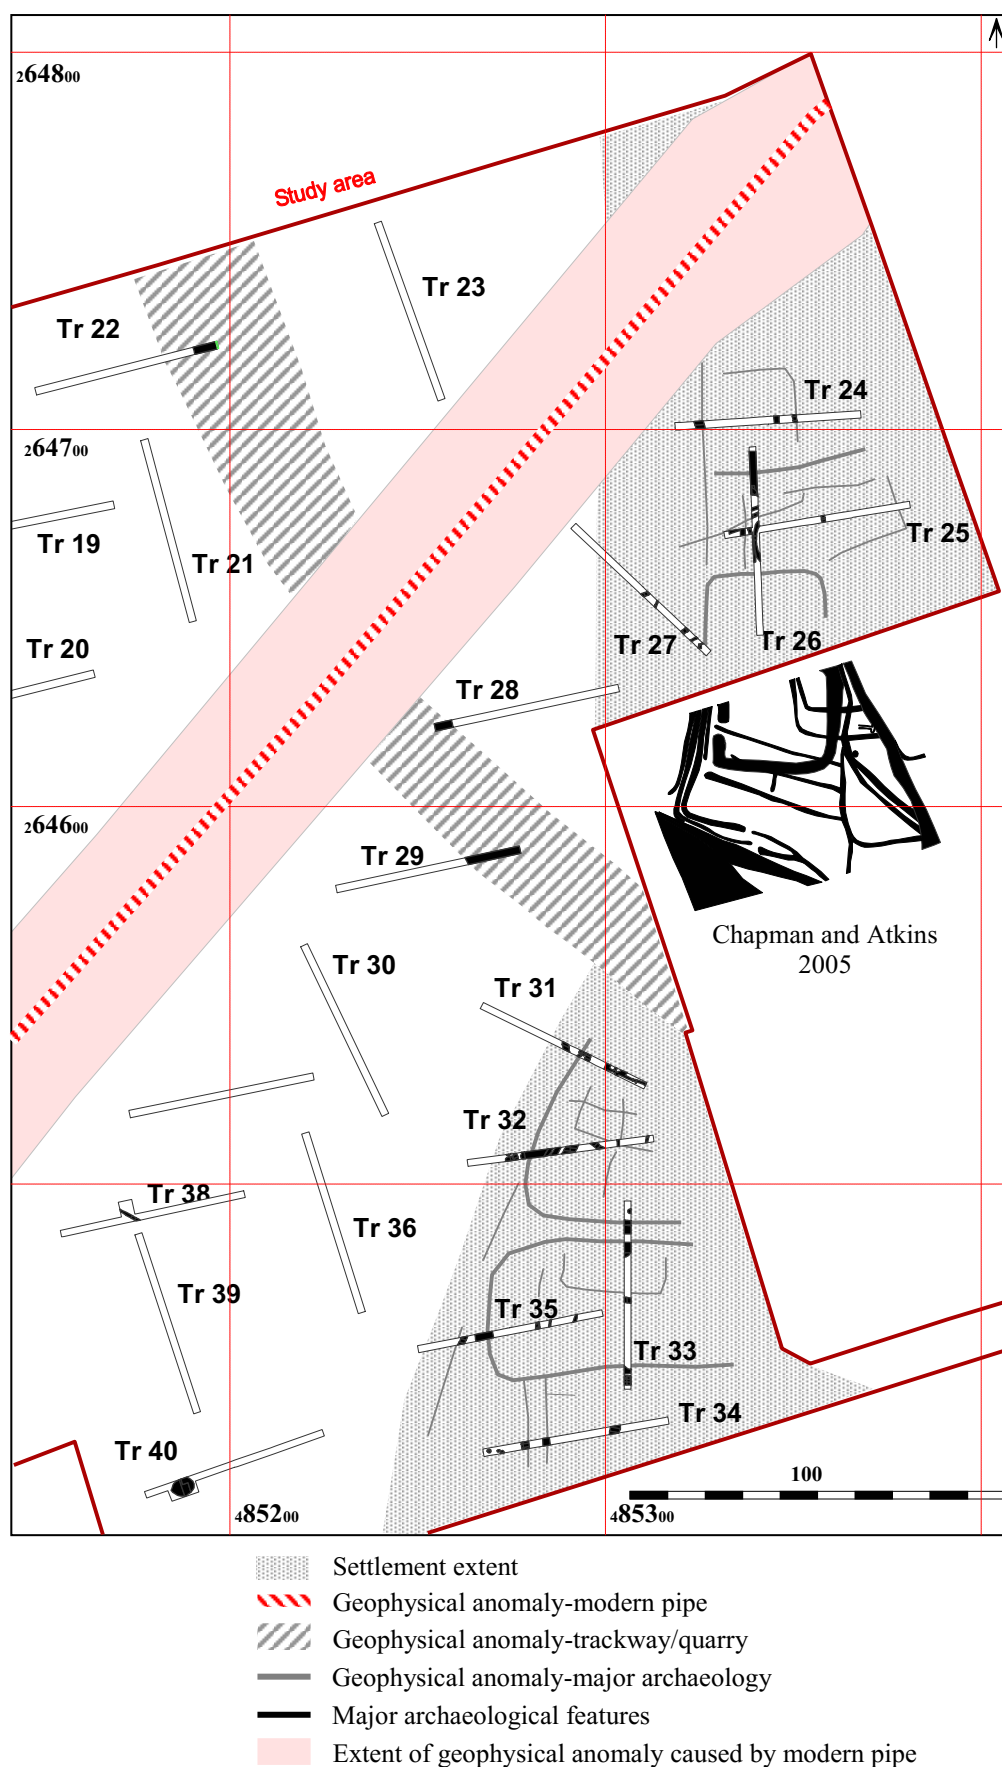 264800
Study area
Tr 23
Tr 22
Tr 24
264700
Tr 19
Tr 21
Tr 25
Tr 20
Tr 27
Tr 26
Tr 28
264600
Tr 29
Chapman and Atkins
2005
Tr 30
Tr 31
Tr 32
Tr 38
Tr 36
Tr 39
Tr 35
Tr 33
Tr 34
Tr 40
100
485200
485300
Settlement extent
Geophysical anomaly-modern pipe
Geophysical anomaly-trackway/quarry
Geophysical anomaly-major archaeology
Major archaeological features
Extent of geophysical anomaly caused by modern pipe